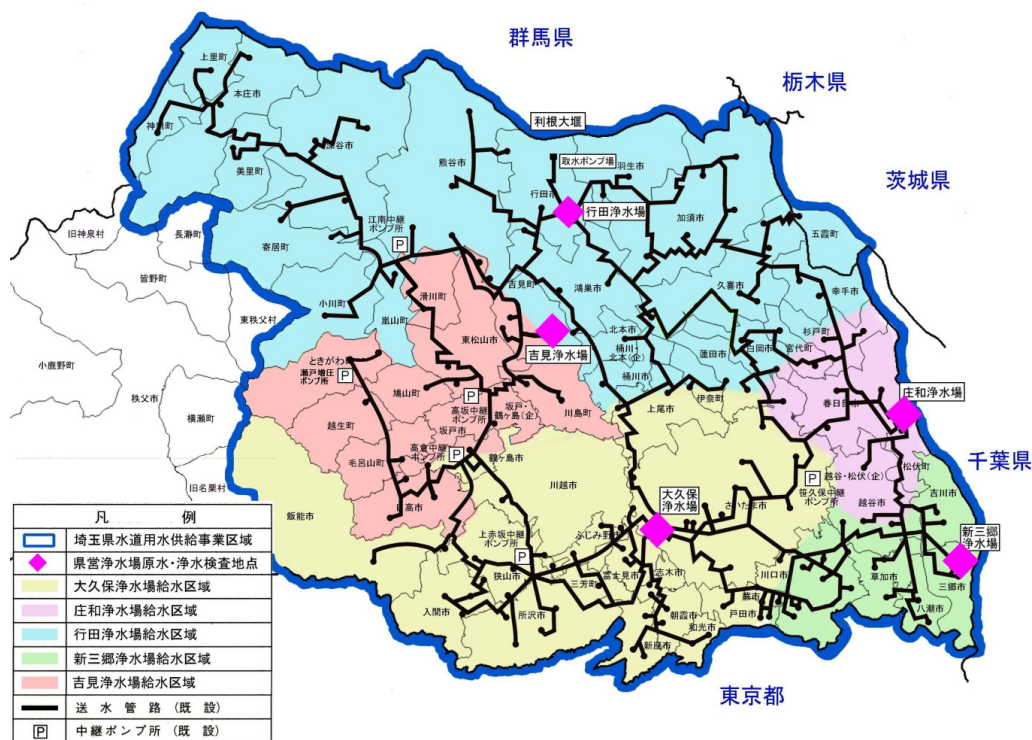 群馬県
栃木県
茨城県
千葉県
東京都
上里町
本庄市
神川町
深谷市
美里町
熊谷市
利根大堰
取水ポンプ場
羽生市
行田市
行田浄水場
加須市
江南中継
ポンプ所
P
旧神泉村
長瀞町
皆野町
寄居町
五霞町
小川町
東秩父村
嵐山町
滑川町
吉見町
鴻巣市
久喜市
幸手市
東松山市
吉見浄水場
北本市
桶川・
北本(企)
桶川市
蓮田市
白岡市
杉戸町
宮代町
小鹿野町
秩父市
横瀬町
旧名栗村
ときがわ町
瀬戸増圧
ポンプ所
P
鳩山町
高坂中継
ポンプ所
P
坂戸・
鶴ヶ島(企)
川島町
上尾市
伊奈町
春日部市
庄和浄水場
越生町
坂戸市
高倉中継
ポンプ所
P
鶴ヶ島市
毛呂山町
日高市
川越市
飯能市
大久保
浄水場
さいたま市
P
笹久保中継
ポンプ所
越谷・松伏(企)
松伏町
越谷市
吉川市
新三郷
浄水場
三郷市
上赤坂中継
ポンプ所
P
ふじみ野市
狭山市
三芳町
富士見市
志木市
入間市
所沢市
朝霞市
和光市
新座市
川口市
蕨市
戸田市
草加市
八潮市
凡 例
埼玉県水道用水供給事業区域
県営浄水場原水・浄水検査地点
大久保浄水場給水区域
庄和浄水場給水区域
行田浄水場給水区域
新三郷浄水場給水区域
吉見浄水場給水区域
送 水 管 路 (既 設)
P 中継ポンプ所 (既 設)